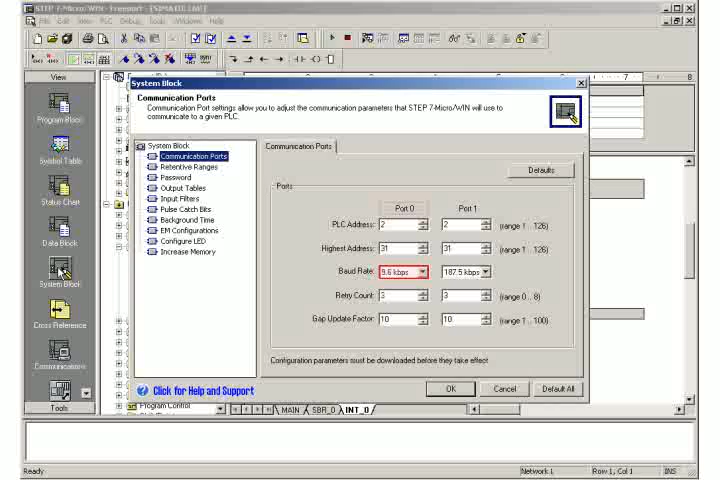 STEP 7-Micro/WIN - Freeport - [SIMATIC LAD]
File Edit View PLC Debug Tools Windows Help
View
Program Block
Symbol Table
Status Chart
Data Block
System Block
Cross Reference
Communications
Tools
7 8
System Block
Communication Ports
Communication Port settings allow you to adjust the communication parameters that STEP 7-Micro/WIN will use to
communicate to a given PLC.
System Block
Communication Ports
Retentive Ranges
Password
Output Tables
Input Filters
Pulse Catch Bits
Background Time
EM Configurations
Configure LED
Increase Memory
Communication Ports
Defaults
Ports
Port 0 Port 1
PLC Address: 2 2 (range 1 .. 126)
Highest Address: 31 31 (range 1 .. 126)
Baud Rate: 9.6 kbps 187.5 kbps
Retry Count: 3 3 (range 0 .. 8)
Gap Update Factor: 10 10 (range 1 .. 100)
Configuration parameters must be downloaded before they take effect
Click for Help and Support
OK Cancel Default All
Program Control
MAIN SBR_0 INT_0
Ready Network 1 Row 1, Col 1 INS